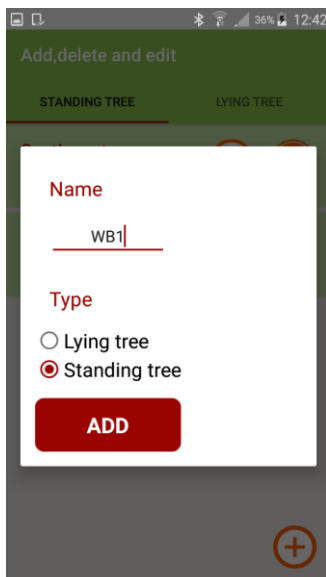 36% 12:42
Add,delete and edit
STANDING TREE LYING TREE
Name
WB1
Type
Lying tree
Standing tree
ADD